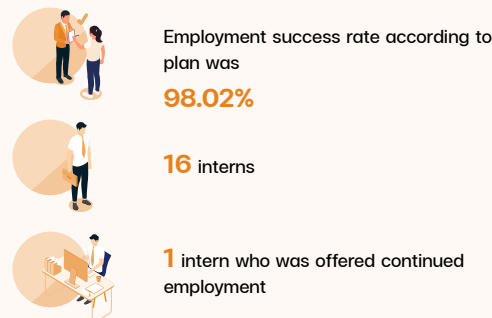 Employment success rate according to
plan was
98.02%
16 interns
1 intern who was offered continued
employment